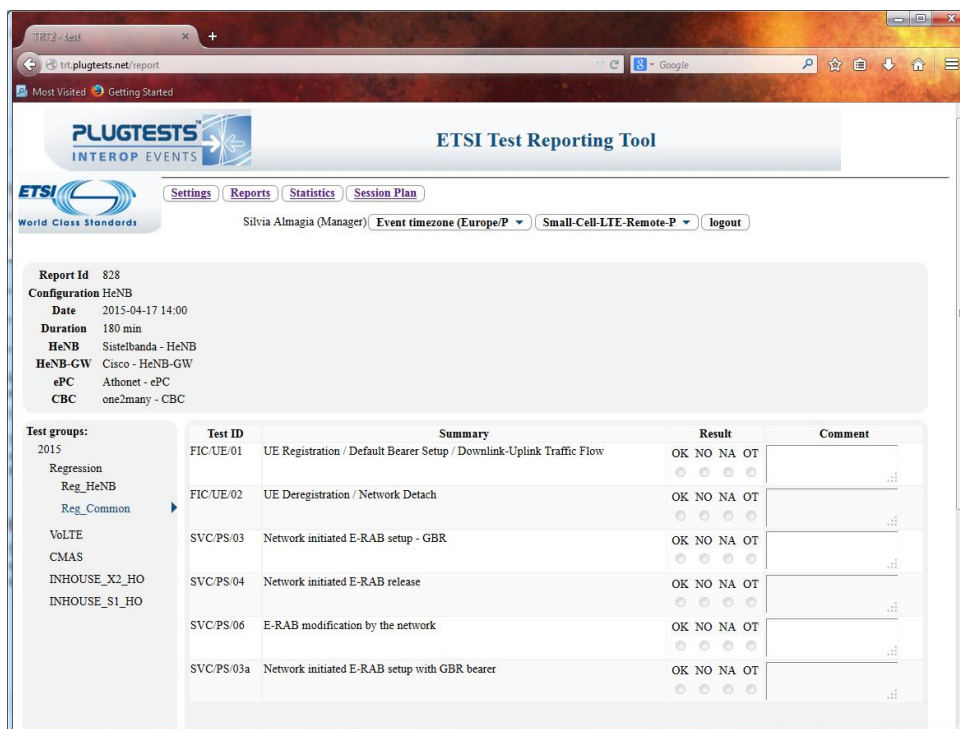 TRT2 - test
trt.plugtests.net/report
Google
Most Visited Getting Started
PLUGTESTS™
INTEROP EVENTS
ETSI Test Reporting Tool
ETSI
World Class Standards
Settings Reports Statistics Session Plan
Silvia Almagia (Manager) Event timezone (Europe/P Small-Cell-LTE-Remote-P logout
Report Id 828
Configuration HeNB
Date 2015-04-17 14:00
Duration 180 min
HeNB Sistelbanda - HeNB
HeNB-GW Cisco - HeNB-GW
ePC Athonet - ePC
CBC one2many - CBC
Test groups:
2015
Regression
Reg_HeNB
Reg_Common
VoLTE
CMAS
INHOUSE_X2_HO
INHOUSE_S1_HO
Test ID Summary Result Comment
FIC/UE/01 UE Registration / Default Bearer Setup / Downlink-Uplink Traffic Flow OK NO NA OT
FIC/UE/02 UE Deregistration / Network Detach OK NO NA OT
SVC/PS/03 Network initiated E-RAB setup - GBR OK NO NA OT
SVC/PS/04 Network initiated E-RAB release OK NO NA OT
SVC/PS/06 E-RAB modification by the network OK NO NA OT
SVC/PS/03a Network initiated E-RAB setup with GBR bearer OK NO NA OT